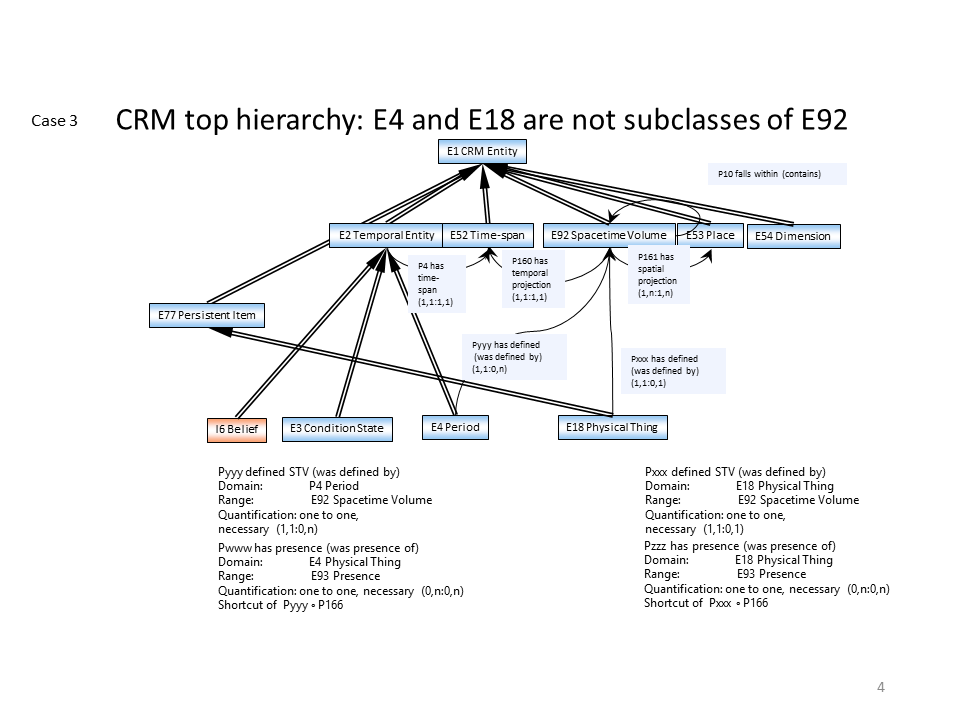 Case 3
CRM top hierarchy: E4 and E18 are not subclasses of E92
E1 CRM Entity
P10 falls within (contains)
E2 Temporal Entity
E52 Time-span
E92 Spacetime Volume
E53 Place
E54 Dimension
P4 has
time-
span
(1,1:1,1)
P160 has
temporal
projection
(1,1:1,1)
P161 has
spatial
projection
(1,n:1,n)
E77 Persistent Item
Pyyy has defined
(was defined by)
(1,1:0,n)
Pxxx has defined
(was defined by)
(1,1:0,1)
I6 Belief
E3 Condition State
E4 Period
E18 Physical Thing
Pyyy defined STV (was defined by)
Domain: P4 Period
Range: E92 Spacetime Volume
Quantification: one to one,
necessary (1,1:0,n)
Pwww has presence (was presence of)
Domain: E4 Physical Thing
Range: E93 Presence
Quantification: one to one, necessary (0,n:0,n)
Shortcut of Pyyy ∘ P166
Pxxx defined STV (was defined by)
Domain: E18 Physical Thing
Range: E92 Spacetime Volume
Quantification: one to one,
necessary (1,1:0,1)
Pzzz has presence (was presence of)
Domain: E18 Physical Thing
Range: E93 Presence
Quantification: one to one, necessary (0,n:0,n)
Shortcut of Pxxx ∘ P166
4